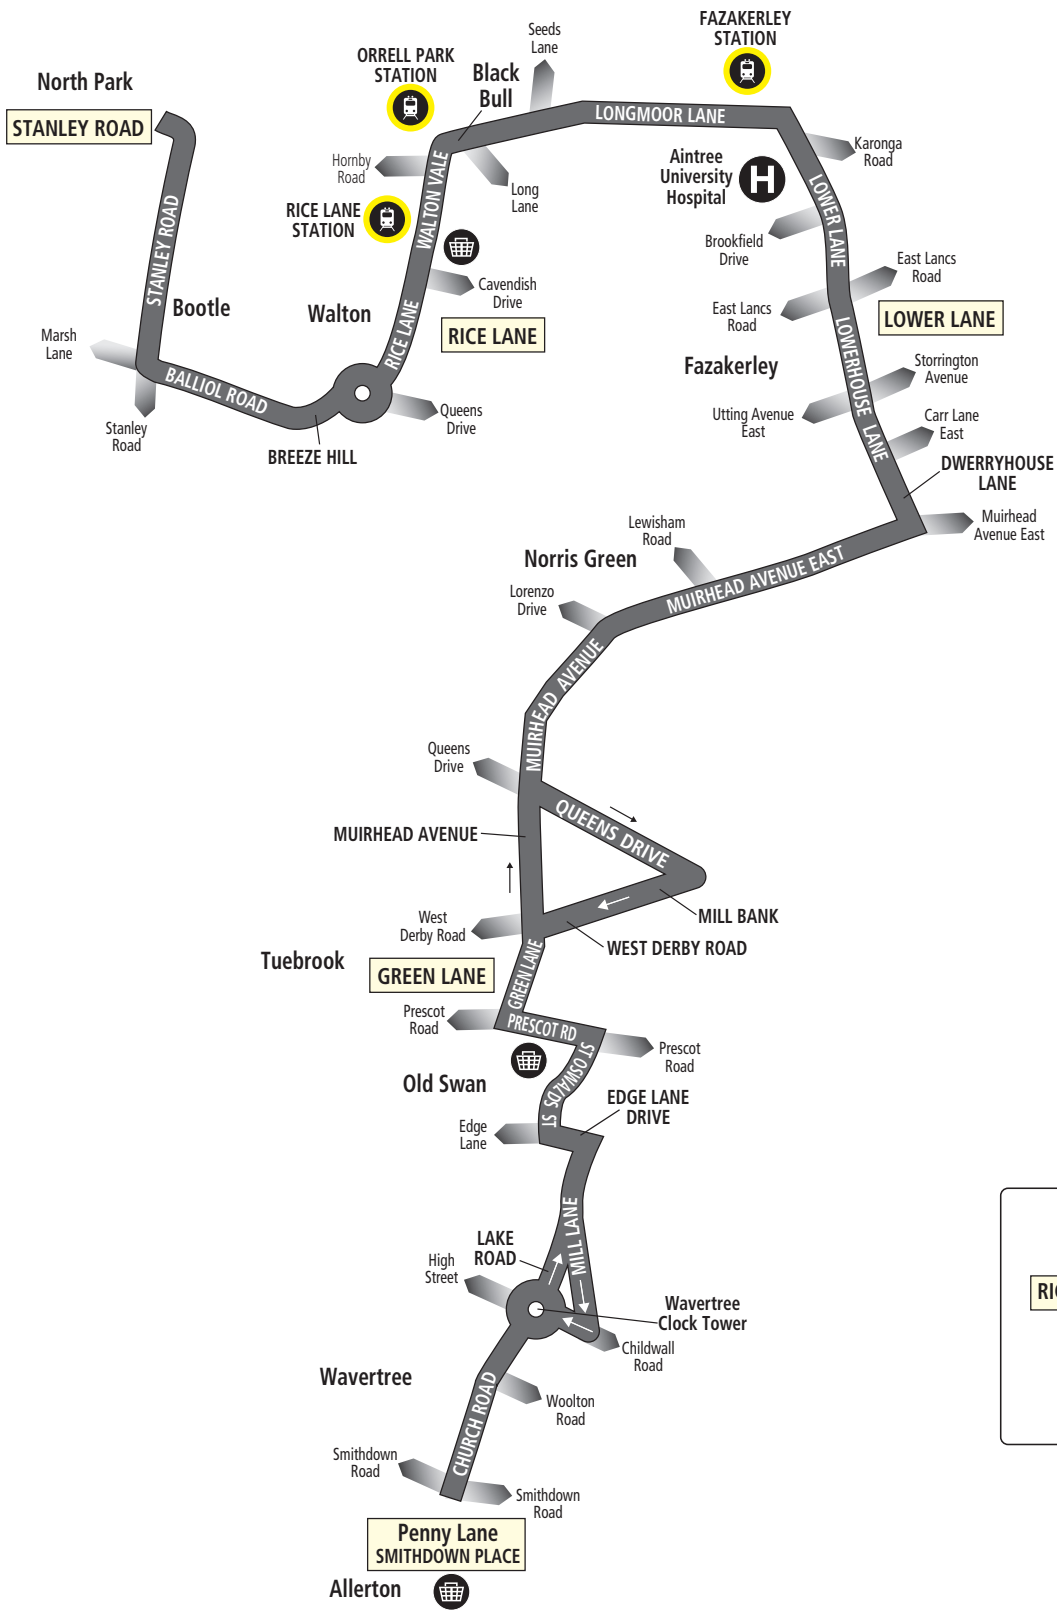 FAZAKERLEY
STATION
Seeds
Lane
ORRELL PARK
STATION
Black
Bull
North Park
STANLEY ROAD
LONGMOOR LANE
Karonga
Road
Hornby
Road
Long
Lane
Aintree
University
Hospital
H
LOWER LANE
WALTON VALE
RICE LANE
STATION
Brookfield
Drive
STANLEY ROAD
East Lancs
Road
Cavendish
Drive
Bootle
Walton
East Lancs
Road
LOWER LANE
RICE LANE
RICE LANE
LOWERHOUSE LANE
Marsh
Lane
Fazakerley
Storrington
Avenue
BALLIOL ROAD
Queens
Drive
Utting Avenue
East
Carr Lane
East
Stanley
Road
BREEZE HILL
DWERRYHOUSE
LANE
Muirhead
Avenue East
Lewisham
Road
Norris Green
MUIRHEAD AVENUE EAST
Lorenzo
Drive
MUIRHEAD AVENUE
Queens
Drive
QUEENS DRIVE
MUIRHEAD AVENUE
MILL BANK
West
Derby Road
WEST DERBY ROAD
Tuebrook
GREEN LANE
GREEN LANE
Prescot
Road
PRESCOT RD
Prescot
Road
ST OSWALDS ST
Old Swan
EDGE LANE
DRIVE
Edge
Lane
MILL LANE
LAKE
ROAD
High
Street
Wavertree
Clock Tower
Childwall
Road
Wavertree
Woolton
Road
CHURCH ROAD
Smithdown
Road
Smithdown
Road
Penny Lane
SMITHDOWN PLACE
Allerton